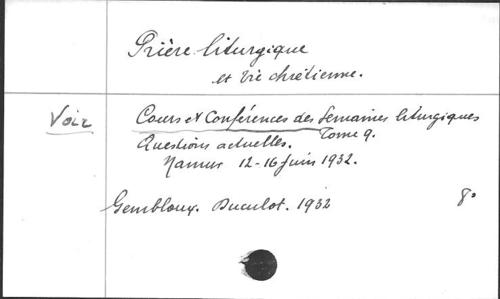 Prière liturgique
et vie chrétienne.
Voir
Cours et Conférences des Semaines liturgiques
Tome 9.
Questions actuelles.
Namur 12-16 Juin 1932.
Gembloux. Duculot. 1932
8°